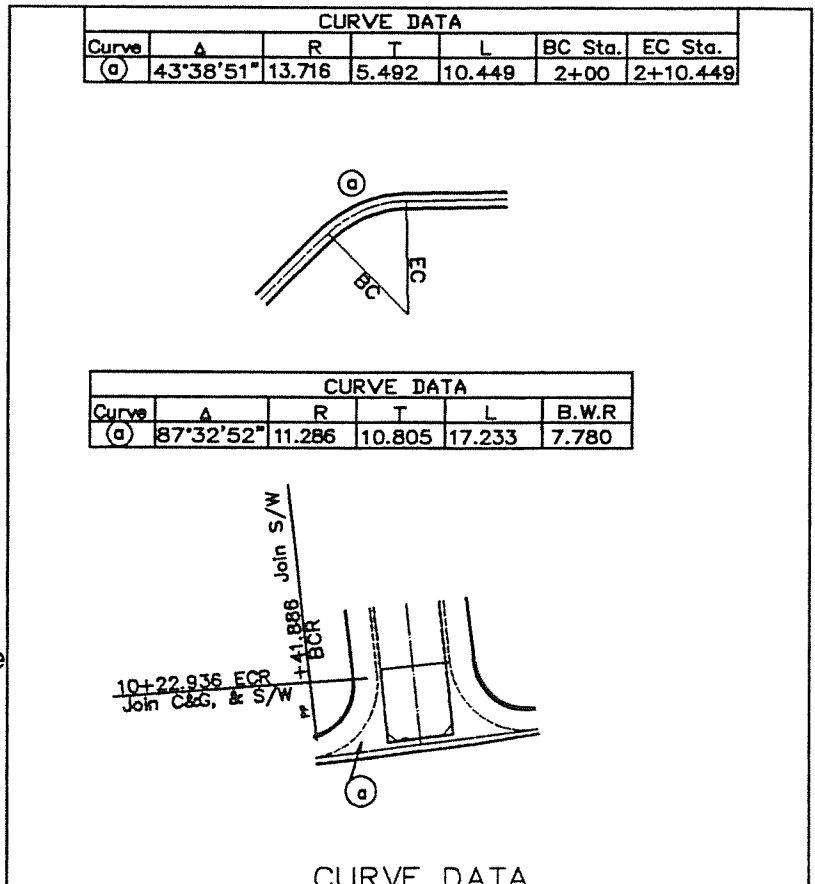 CURVE DATA
Curve Δ R T L BC Sta. EC Sta.
a 43°38'51" 13.716 5.492 10.449 2+00 2+10.449
a
BC
EC
CURVE DATA
Curve Δ R T L B.W.R
a 87°32'52" 11.286 10.805 17.233 7.780
Join S/W
+41.886
BCR
10+22.936 ECR
Join C&G, & S/W
PP
a
CURVE DATA